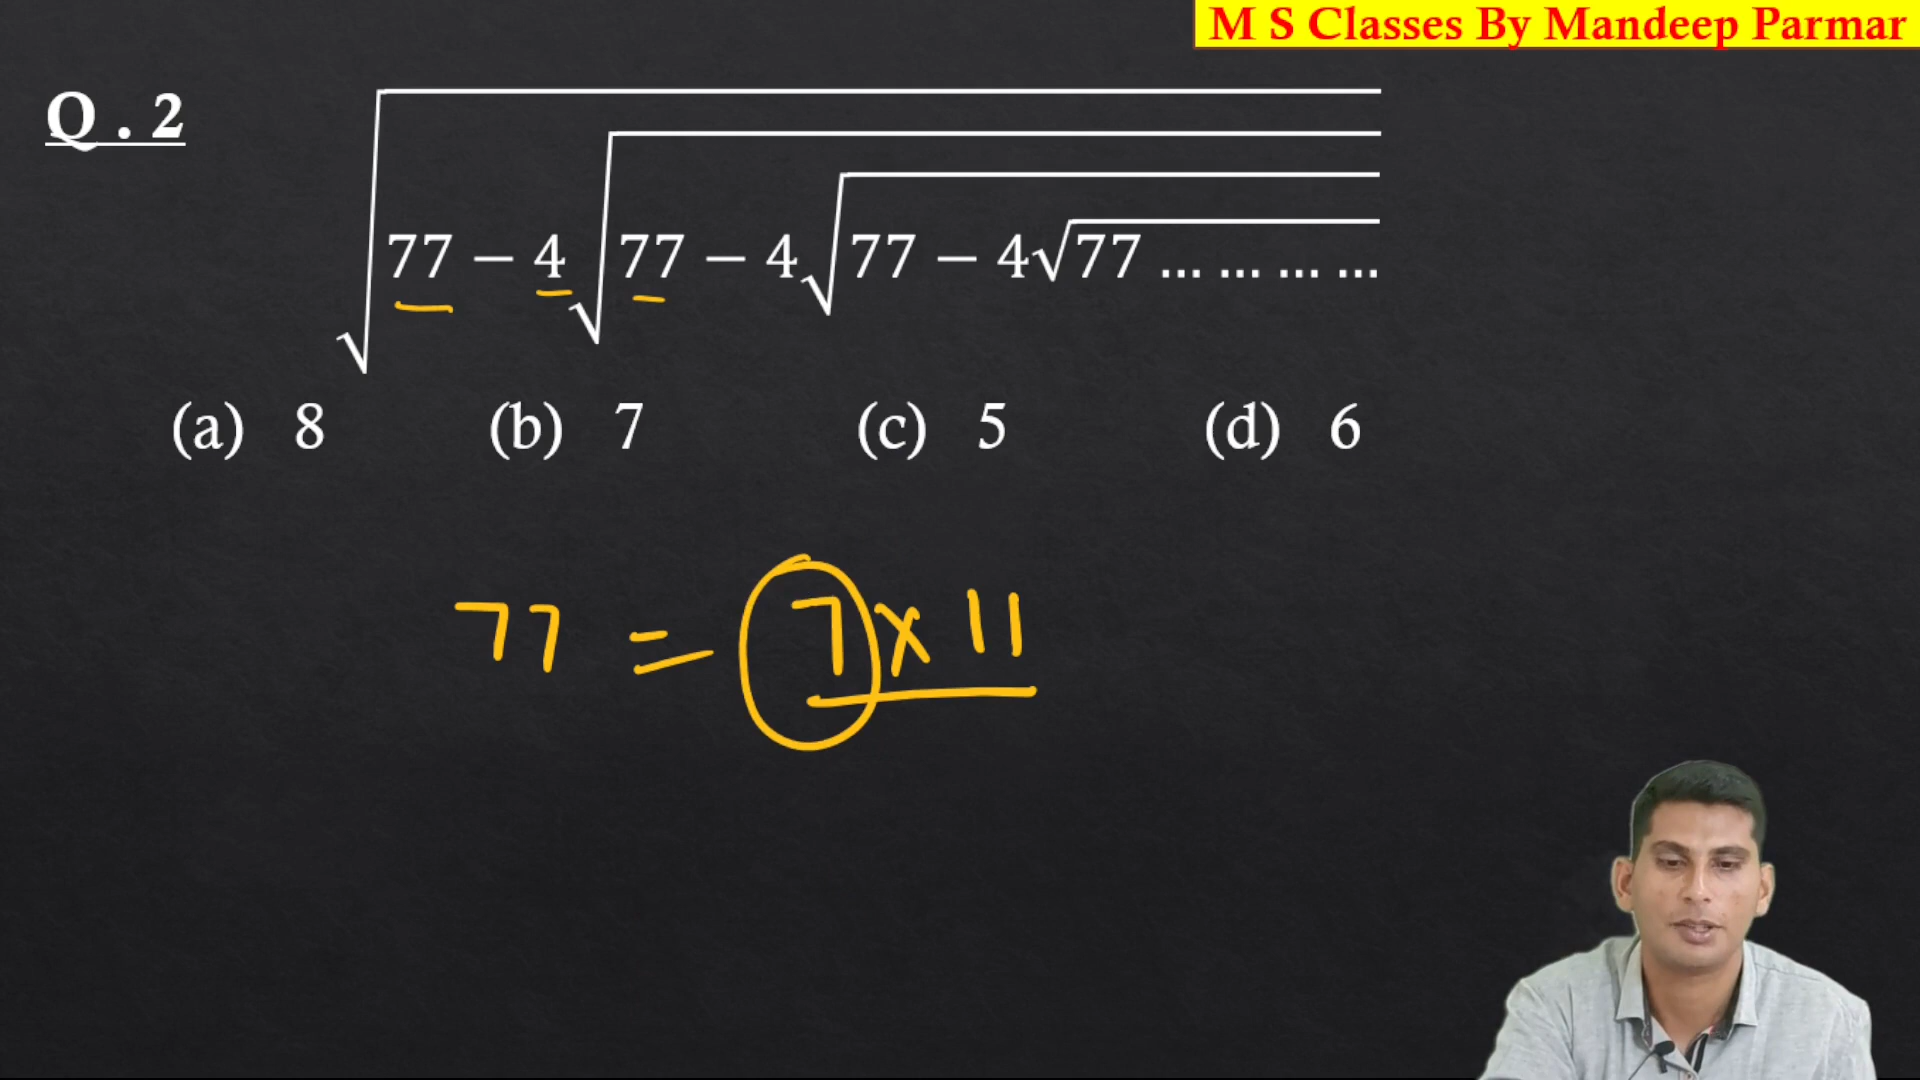 M S Classes By Mandeep Parmar
Q . 2
√77 − 4√77 − 4√77 − 4√77 ... ... ... ...
(a) 8 (b) 7 (c) 5 (d) 6
77 = 7 × 11